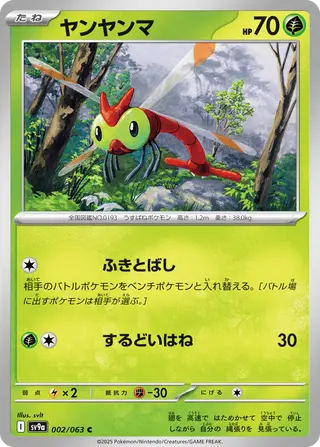 たね ヤンヤンマ HP70
全国図鑑NO.0193 うすばねポケモン 高さ:1.2m 重さ:38.0kg
ふきとばし
相手のバトルポケモンをベンチポケモンと入れ替える。[バトル
場に出すポケモンは相手が選ぶ。]
するどいはね 30
弱点 ×2 抵抗力 -30 にげる
Illus. svlt
I sv9a 002/063 C
羽を 高速で はためかせて
空中で 停止したまま 縄張りを
見張っている。
©2025 Pokémon/Nintendo/Creatures/GAME FREAK.